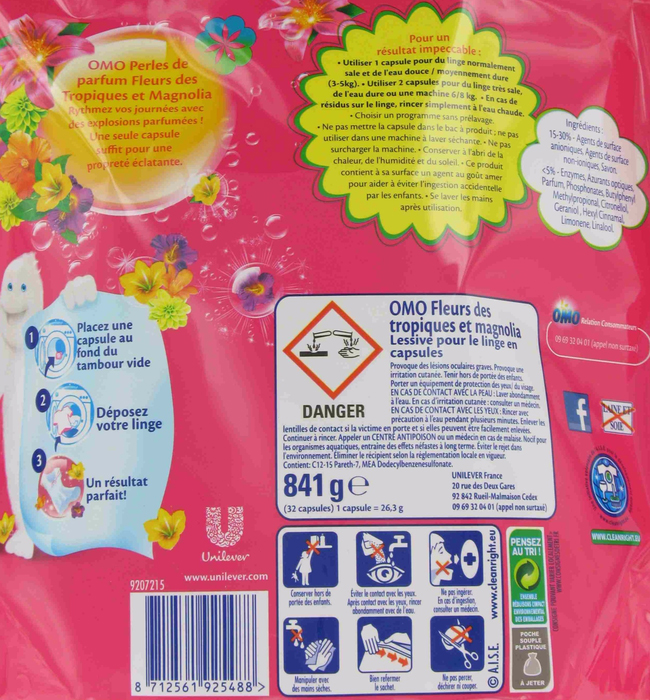 OMO Perles de
parfum Fleurs des
Tropiques et Magnolia
Rythmez vos journées avec
des explosions parfumées !
Une seule capsule
suffit pour une
propreté éclatante.
Pour un
résultat impeccable :
• Utiliser 1 capsule pour du linge normalement
sale et de l'eau douce / moyennement dure
(3-5kg). • Utiliser 2 capsules pour du linge très sale,
de l'eau dure ou une machine 6/8 kg. • En cas de
résidus sur le linge, rincer simplement à l'eau chaude.
• Choisir un programme sans prélavage.
• Ne pas mettre la capsule dans le bac à produit ; ne pas
utiliser dans une machine à laver séchante. • Ne pas
surcharger la machine. • Conserver à l'abri de la
chaleur, de l'humidité et du soleil. • Ce produit
contient à sa surface un agent au goût amer
pour aider à éviter l'ingestion accidentelle
par les enfants. • Se laver les mains
après utilisation.
Ingrédients :
15-30% - Agents de surface
anioniques, Agents de surface
non-ioniques, Savon.
<5% - Enzymes, Azurants optiques,
Parfum, Phosphonates, Butylphenyl
Methylpropional, Citronellol,
Geraniol, Hexyl Cinnamal,
Limonene, Linalool.
1
Placez une
capsule au
fond du
tambour vide
2
Déposez
votre linge
3
Un résultat
parfait!
DANGER
OMO Fleurs des
tropiques et magnolia
Lessive pour le linge en
capsules
Provoque des lésions oculaires graves. Provoque une
irritation cutanée. Tenir hors de portée des enfants.
Porter un équipement de protection des yeux/ du visage.
EN CAS DE CONTACT AVEC LA PEAU : Laver abondamment
à l'eau. En cas d'irritation cutanée : consulter un médecin.
EN CAS DE CONTACT AVEC LES YEUX : Rincer avec
précaution à l'eau pendant plusieurs minutes. Enlever les
lentilles de contact si la victime en porte et si elles peuvent être facilement enlevées.
Continuer à rincer. Appeler un CENTRE ANTIPOISON ou un médecin en cas de malaise. Nocif pour
les organismes aquatiques, entraîne des effets néfastes à long terme. Éviter le rejet dans
l'environnement. Éliminer le récipient selon la réglementation locale en vigueur.
Contient: C12-15 Pareth-7, MEA Dodecylbenzenesulfonate.
841g e
(32 capsules) 1 capsule = 26,3 g
UNILEVER France
20 rue des Deux Gares
92 842 Rueil-Malmaison Cedex
09 69 32 04 01 (appel non surtaxé)
OMO Relation Consommateurs
09 69 32 04 01 (appel non surtaxé)
f
LAINE ET
SOIE
WWW.CLEANRIGHT.EU
Unilever
www.unilever.com
9207215
8 712561 925488 >
Conserver hors de
portée des enfants.
Éviter le contact avec les yeux.
Après contact avec les yeux, rincer
abondamment avec de l'eau.
Ne pas ingérer.
En cas d'ingestion,
consulter un médecin.
Manipuler avec
des mains sèches.
Bien refermer
le sachet.
Ne pas percer,
déchirer ni couper.
© A.I.S.E. www.cleanright.eu
PENSEZ
AU TRI !
ENSEMBLE
RÉDUISONS L'IMPACT
ENVIRONNEMENTAL
DES EMBALLAGES
POCHE
SOUPLE
PLASTIQUE
À JETER